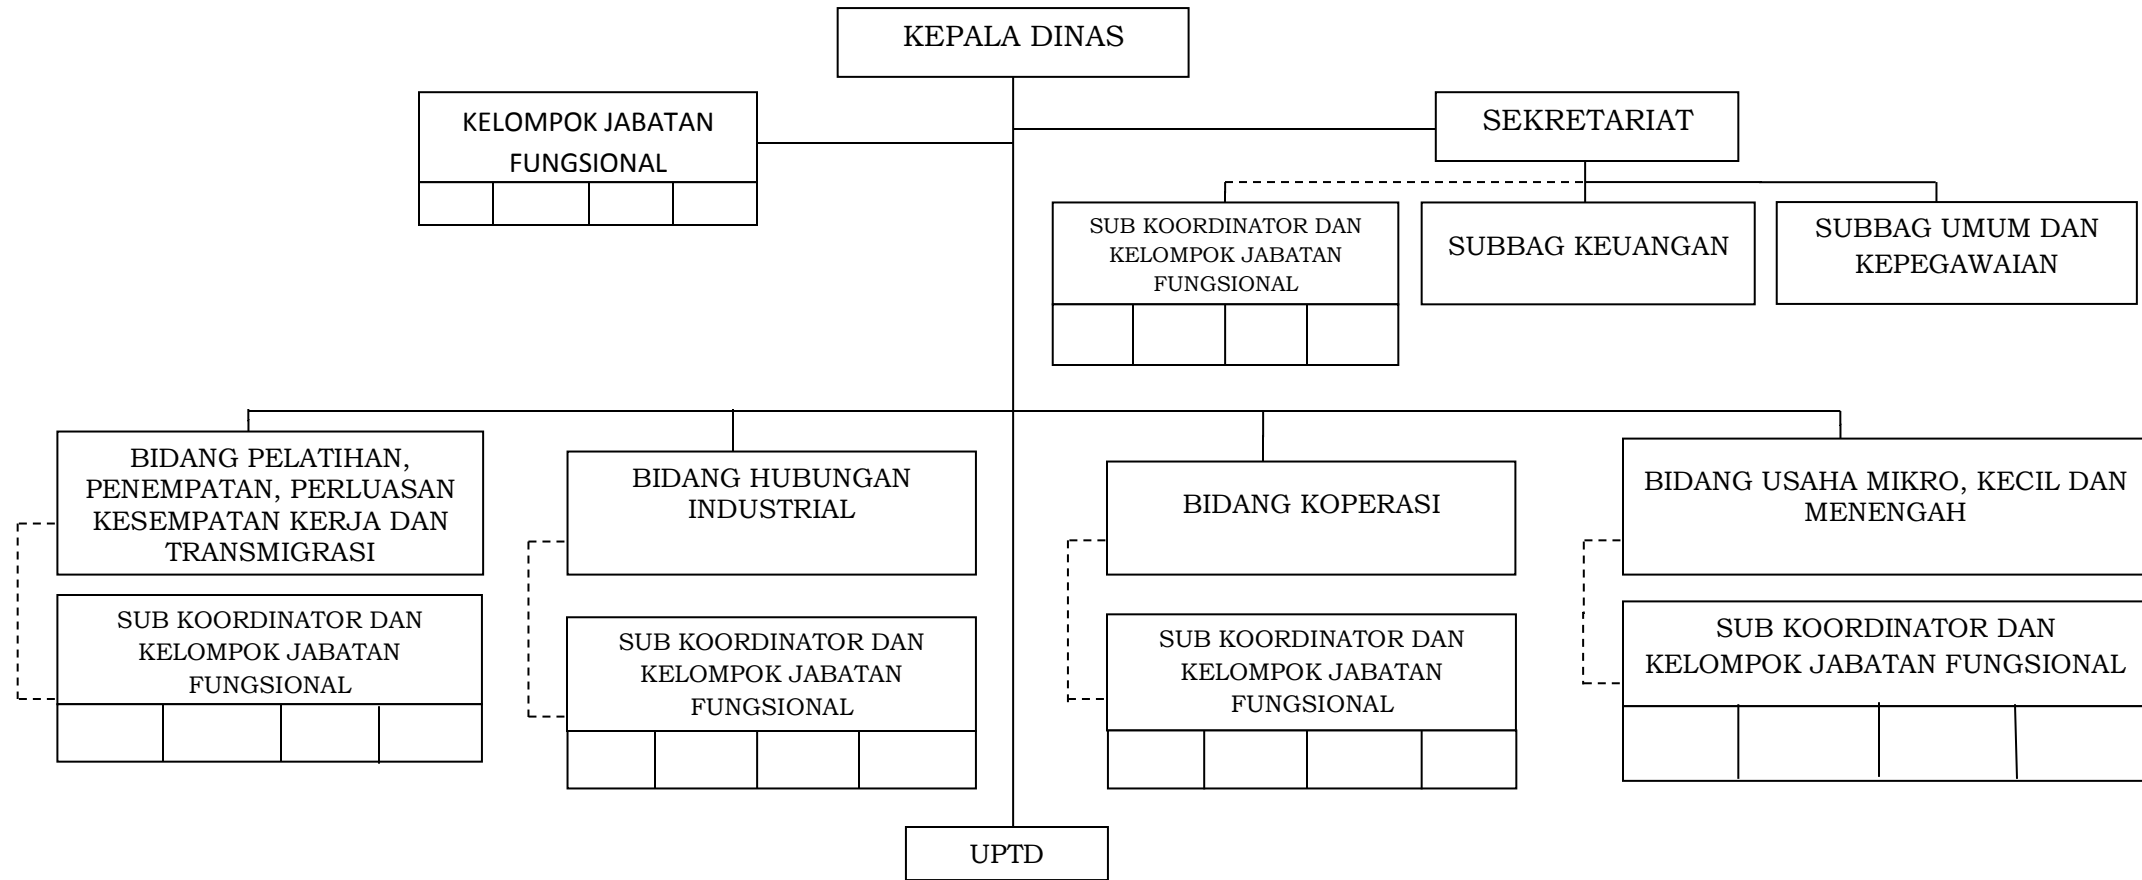 KEPALA DINAS
KELOMPOK JABATAN
FUNGSIONAL
SEKRETARIAT
SUB KOORDINATOR DAN
KELOMPOK JABATAN
FUNGSIONAL
SUBBAG KEUANGAN
SUBBAG UMUM DAN
KEPEGAWAIAN
BIDANG PELATIHAN,
PENEMPATAN, PERLUASAN
KESEMPATAN KERJA DAN
TRANSMIGRASI
BIDANG HUBUNGAN
INDUSTRIAL
BIDANG KOPERASI
BIDANG USAHA MIKRO, KECIL DAN
MENENGAH
SUB KOORDINATOR DAN
KELOMPOK JABATAN
FUNGSIONAL
SUB KOORDINATOR DAN
KELOMPOK JABATAN
FUNGSIONAL
SUB KOORDINATOR DAN
KELOMPOK JABATAN
FUNGSIONAL
SUB KOORDINATOR DAN
KELOMPOK JABATAN FUNGSIONAL
UPTD